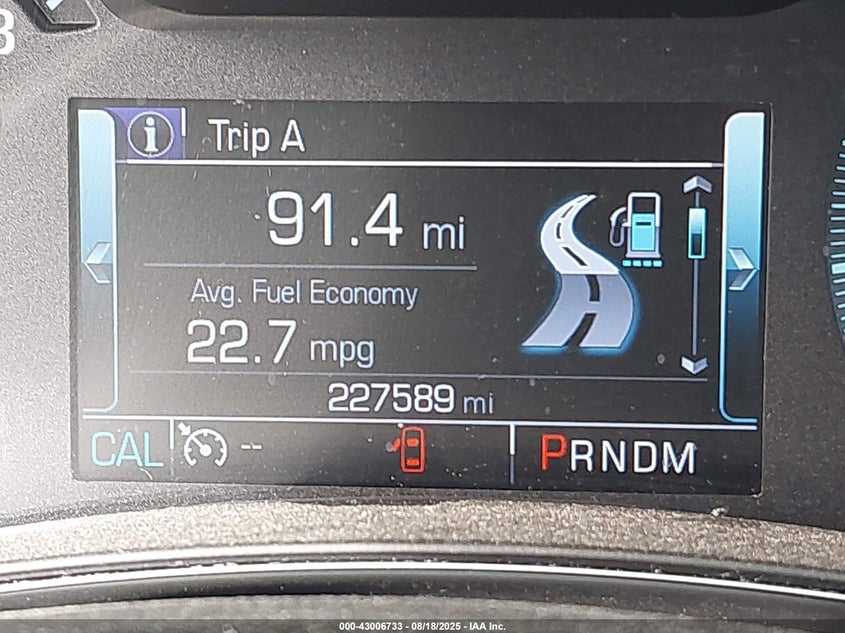 8
Trip A
91.4 mi
Avg. Fuel Economy
22.7 mpg
227589 mi
CAL -- PRNDM
000-43006733 - 08/18/2025 - IAA Inc.